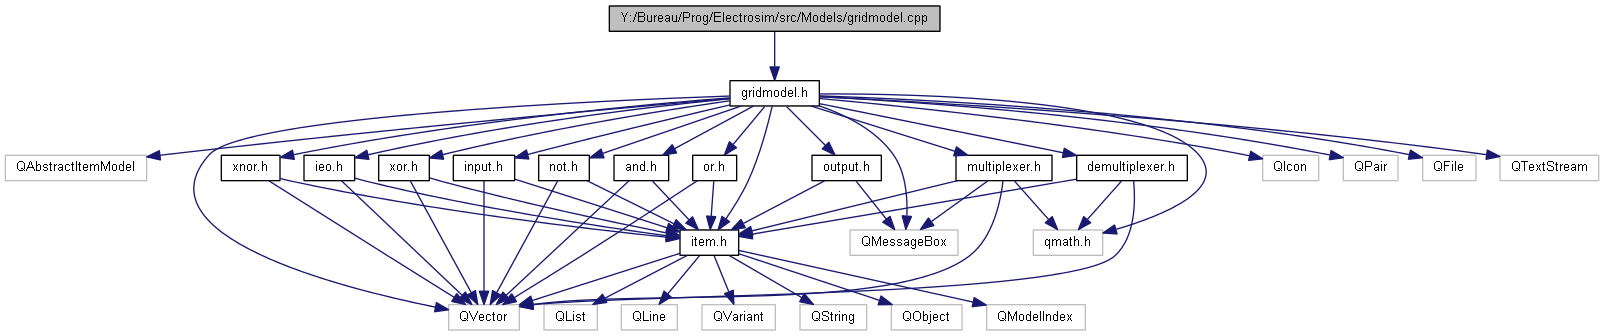 Y:/Bureau/Prog/Electrosim/src/Models/gridmodel.cpp
gridmodel.h
QAbstractItemModel
xnor.h
ieo.h
xor.h
input.h
not.h
and.h
or.h
output.h
multiplexer.h
demultiplexer.h
QIcon
QPair
QFile
QTextStream
item.h
QMessageBox
qmath.h
QVector
QList
QLine
QVariant
QString
QObject
QModelIndex